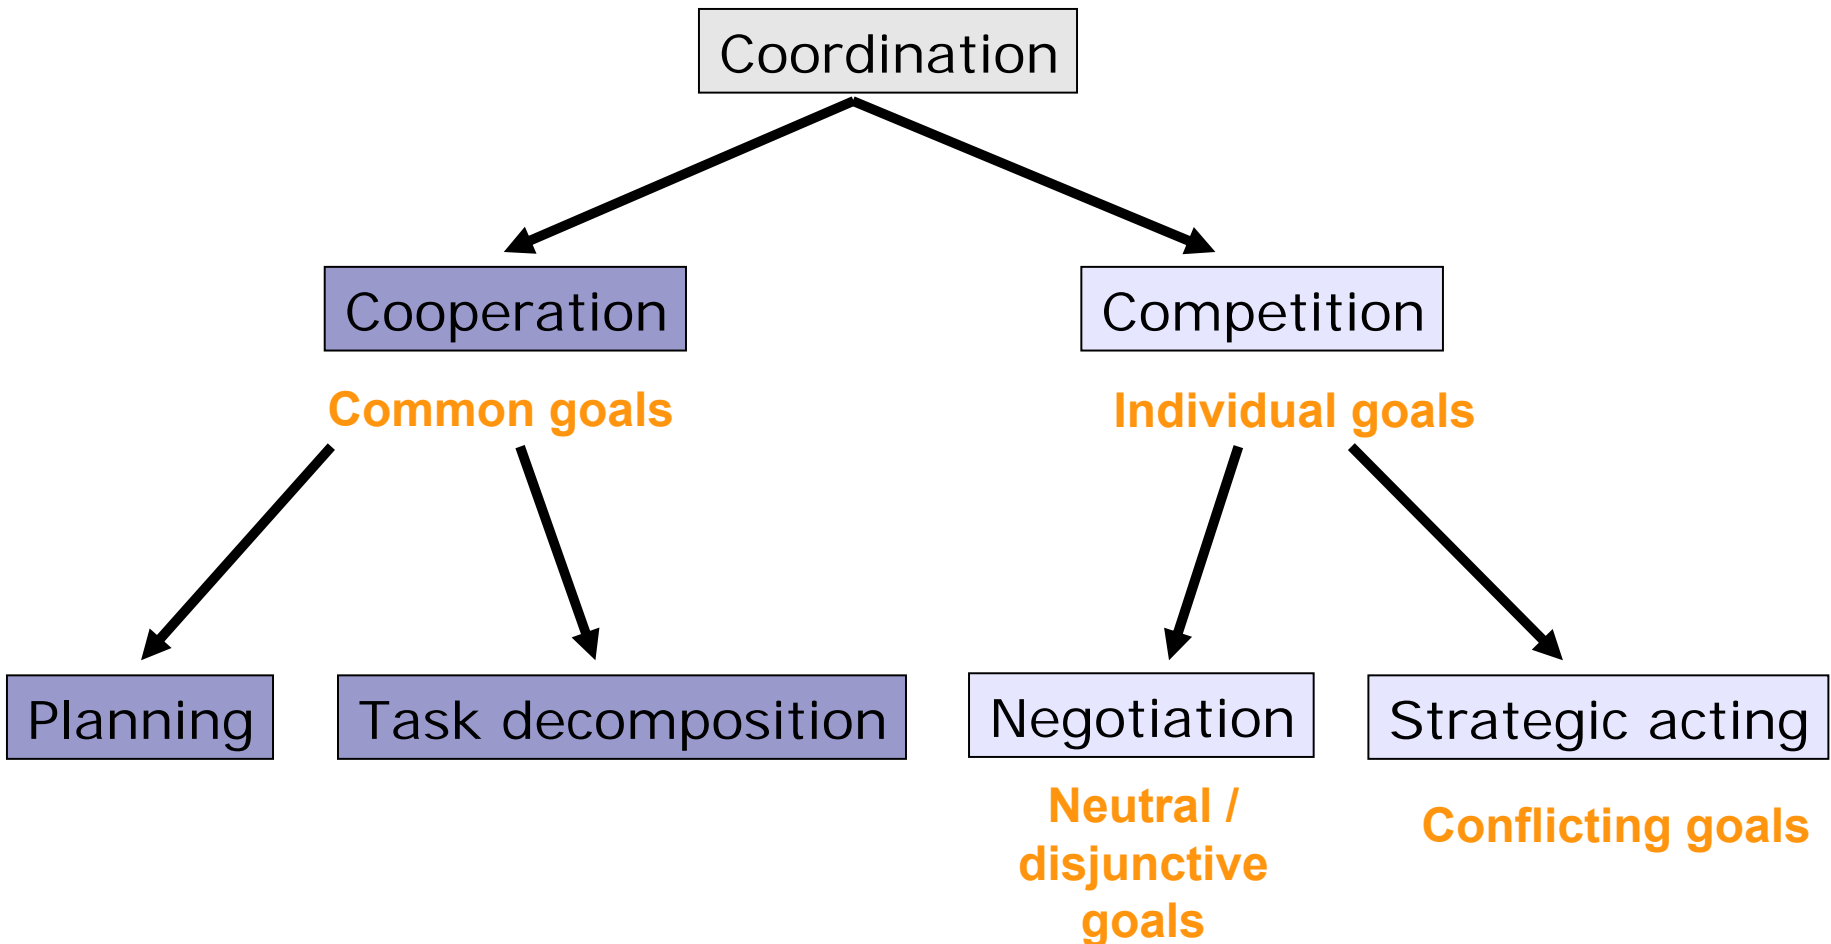 Coordination
Cooperation
Competition
Common goals
Individual goals
Planning
Task decomposition
Negotiation
Strategic acting
Neutral /
disjunctive
goals
Conflicting goals